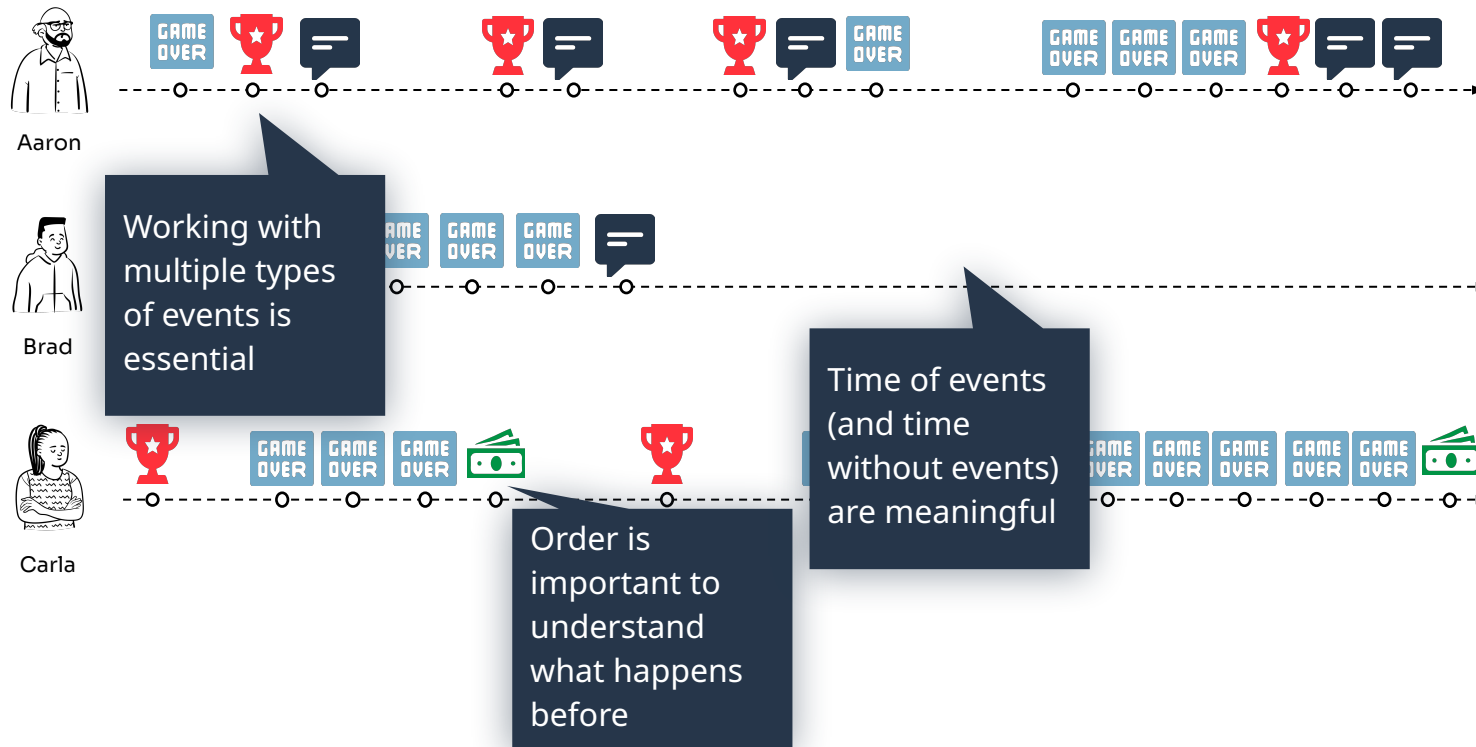 GAME
OVER
GAME
OVER
GAME
OVER
GAME
OVER
GAME
OVER
Aaron
Working with
multiple types
of events is
essential
GAME
OVER
GAME
OVER
Brad
Time of events
(and time
without events)
are meaningful
GAME
OVER
GAME
OVER
GAME
OVER
GAME
OVER
GAME
OVER
GAME
OVER
GAME
OVER
Carla
Order is
important to
understand
what happens
before